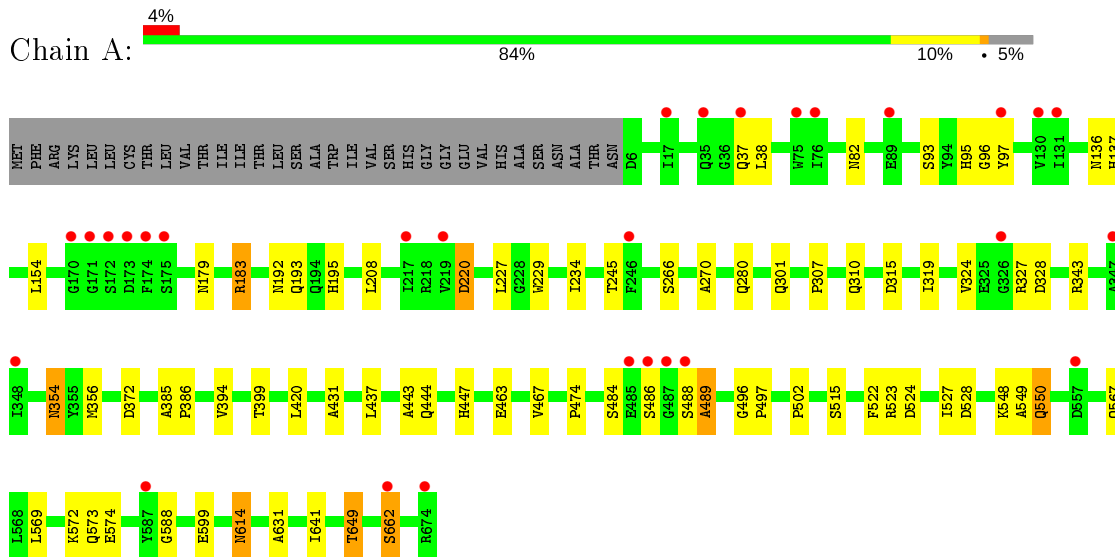 4%
Chain A:
84% 10% • 5%
MET PHE ARG LYS LEU LEU CYS THR LEU VAL THR ILE ILE THR LEU SER ALA TRP ILE VAL SER HIS GLY GLY GLU VAL HIS ALA SER ASN ALA THR ASN D6 I17 Q35 G36 Q37 L38 W75 I76 N82 E89 S93 Y94 H95 G96 Y97 V130 I131 N136 H137
L154 G170 G171 S172 D173 F174 S175 N179 R183 N192 Q193 Q194 H195 L208 I217 R218 V219 D220 L227 G228 W229 I234 T245 F246 S266 A270 Q280 Q301 P307 Q310 D315 I319 V324 E325 G326 R327 D328 R343 A347
I348 N354 Y355 M356 D372 A385 P386 V394 T399 L420 A431 L437 A443 Q444 H447 E463 V467 P474 S484 E485 S486 G487 S488 A489 G496 P497 P502 S515 F522 R523 D524 I527 D528 K548 A549 Q550 D557 Q567
L568 L569 K572 Q573 E574 Y587 G588 E599 N614 A631 I641 T649 S662 R674